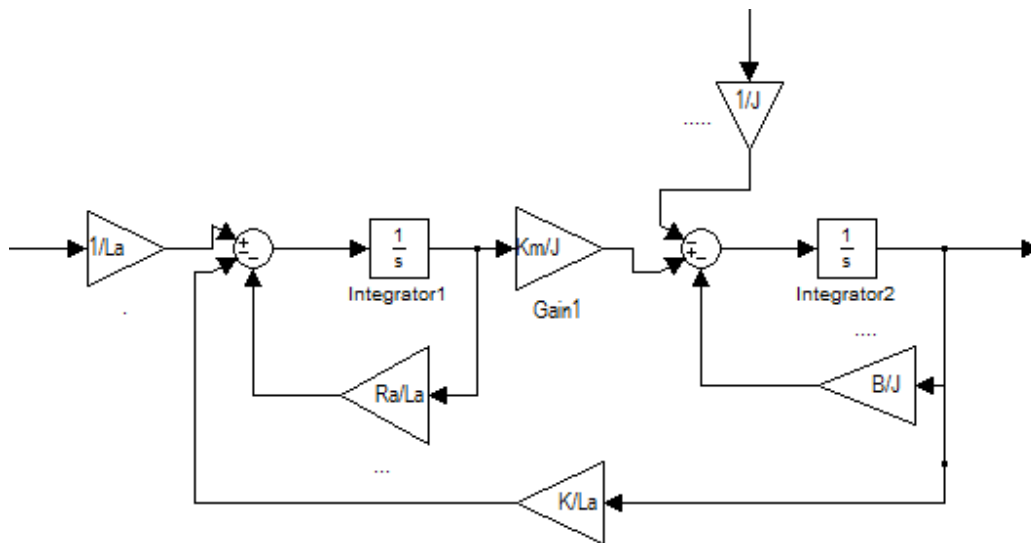 1/J
.....
1/La
+
−
−
1
s
Integrator1
Km/J
Gain1
−
+
−
1
s
Integrator2
.
....
Ra/La
B/J
...
K/La